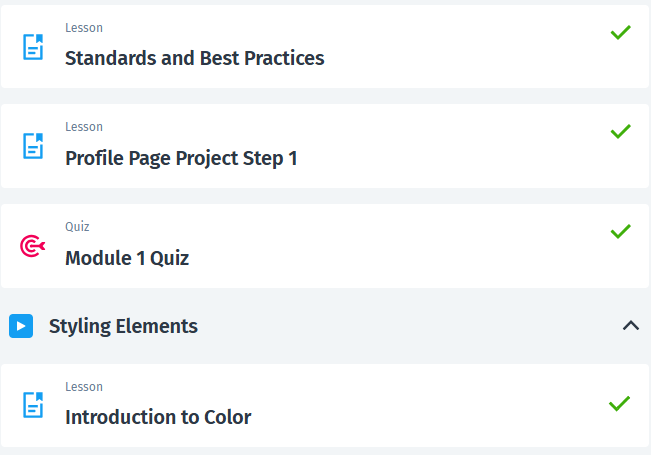 Lesson
Standards and Best Practices
Lesson
Profile Page Project Step 1
Quiz
Module 1 Quiz
Styling Elements
Lesson
Introduction to Color